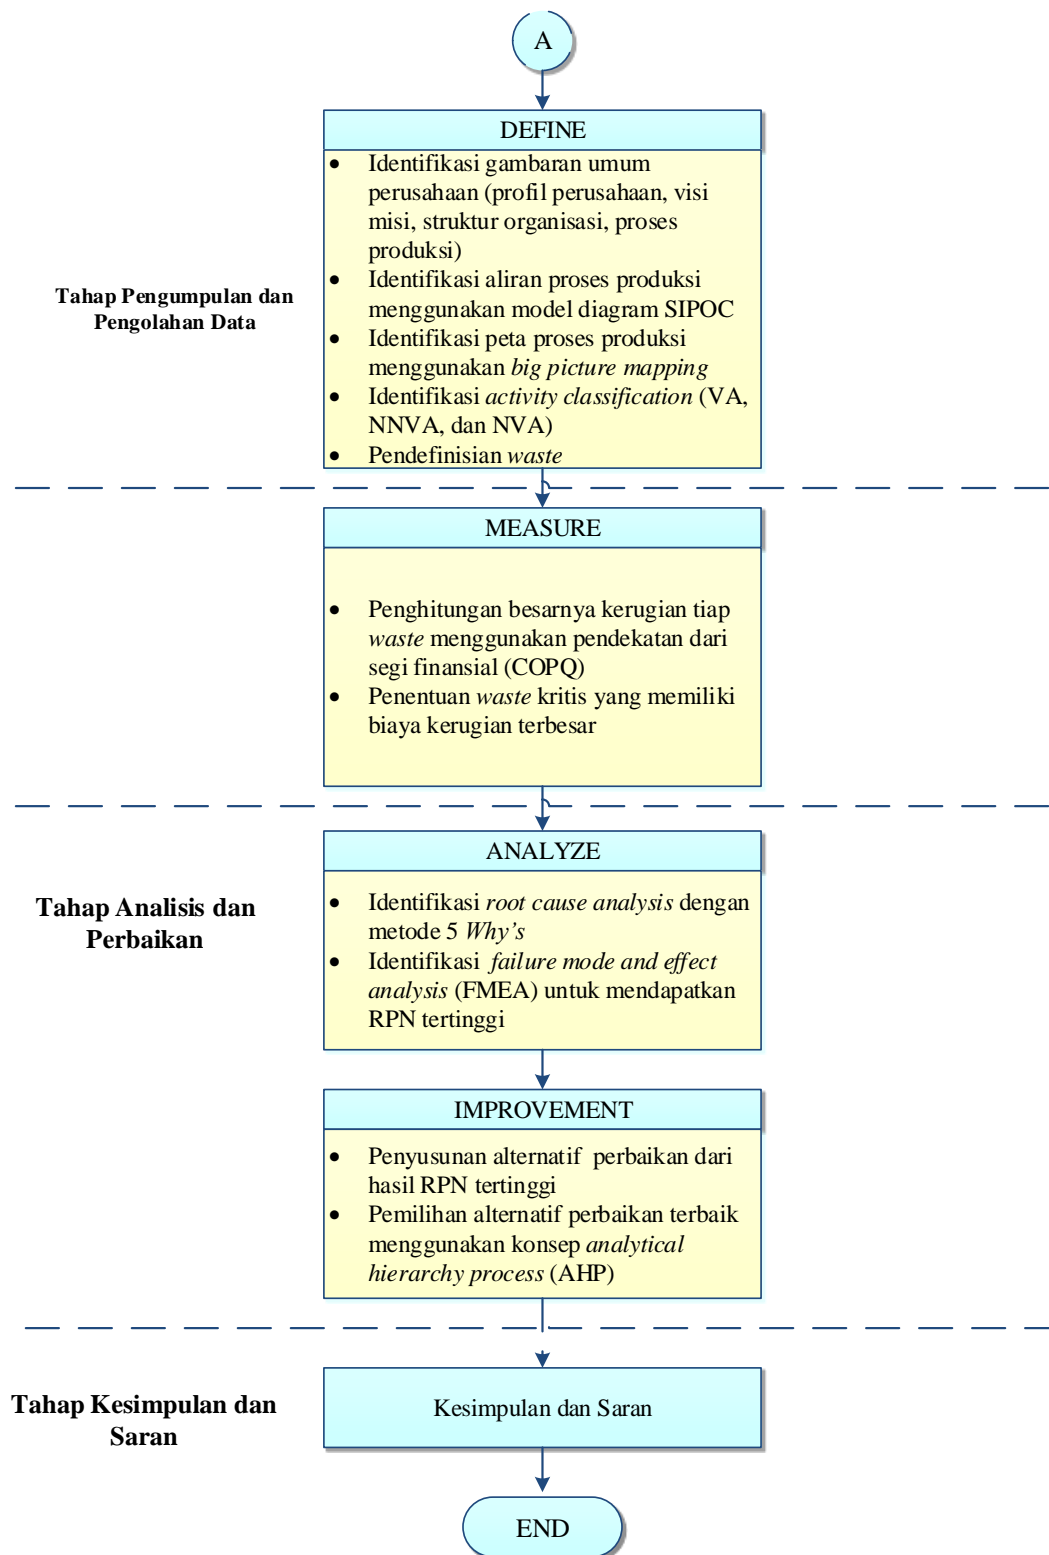 A
DEFINE
• Identifikasi gambaran umum
perusahaan (profil perusahaan, visi
misi, struktur organisasi, proses
produksi)
• Identifikasi aliran proses produksi
menggunakan model diagram SIPOC
• Identifikasi peta proses produksi
menggunakan big picture mapping
• Identifikasi activity classification (VA,
NNVA, dan NVA)
• Pendefinisian waste
Tahap Pengumpulan dan
Pengolahan Data
MEASURE
• Penghitungan besarnya kerugian tiap
waste menggunakan pendekatan dari
segi finansial (COPQ)
• Penentuan waste kritis yang memiliki
biaya kerugian terbesar
ANALYZE
• Identifikasi root cause analysis dengan
metode 5 Why’s
• Identifikasi failure mode and effect
analysis (FMEA) untuk mendapatkan
RPN tertinggi
Tahap Analisis dan
Perbaikan
IMPROVEMENT
• Penyusunan alternatif perbaikan dari
hasil RPN tertinggi
• Pemilihan alternatif perbaikan terbaik
menggunakan konsep analytical
hierarchy process (AHP)
Tahap Kesimpulan dan
Saran
Kesimpulan dan Saran
END